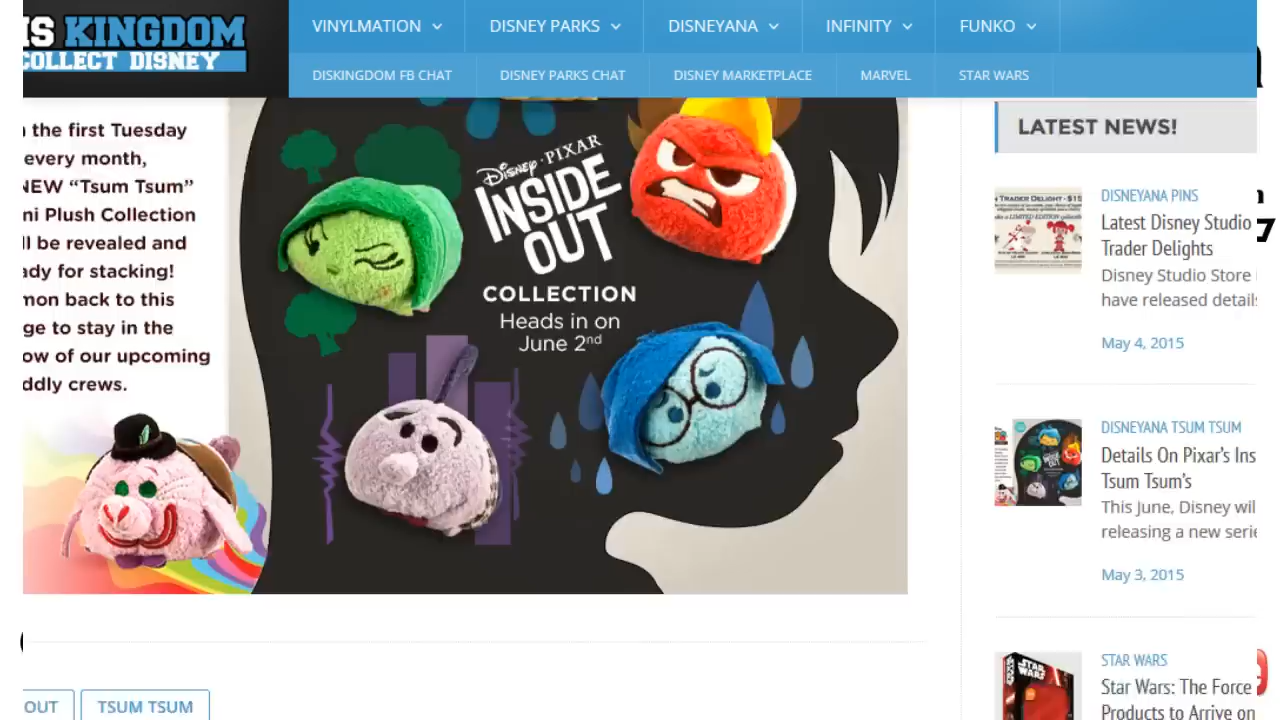 IS KINGDOM
COLLECT DISNEY
VINYLMATION
DISNEY PARKS
DISNEYANA
INFINITY
FUNKO
DISKINGDOM FB CHAT
DISNEY PARKS CHAT
DISNEY MARKETPLACE
MARVEL
STAR WARS
the first Tuesday
every month,
NEW “Tsum Tsum”
ni Plush Collection
ll be revealed and
ady for stacking!
mon back to this
ge to stay in the
ow of our upcoming
ddly crews.
Disney · PIXAR
INSIDE
OUT
COLLECTION
Heads in on
June 2nd
OUT
TSUM TSUM
LATEST NEWS!
DISNEYANA PINS
Latest Disney Studio
Trader Delights
Disney Studio Store
have released details
May 4, 2015
DISNEYANA TSUM TSUM
Details On Pixar’s Ins
Tsum Tsum’s
This June, Disney wil
releasing a new serie
May 3, 2015
STAR WARS
STAR WARS
Star Wars: The Force
Products to Arrive on